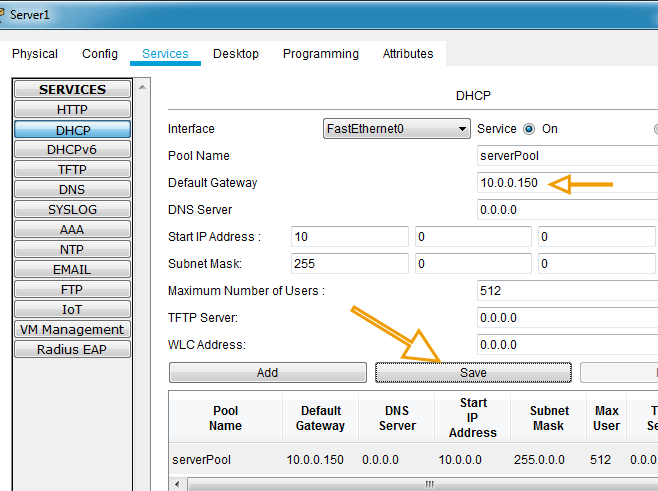 Server1
Physical Config Services Desktop Programming Attributes
SERVICES
HTTP
DHCP
DHCPv6
TFTP
DNS
SYSLOG
AAA
NTP
EMAIL
FTP
IoT
VM Management
Radius EAP
DHCP
Interface FastEthernet0 Service On
Pool Name serverPool
Default Gateway 10.0.0.150
DNS Server 0.0.0.0
Start IP Address : 10 0 0
Subnet Mask: 255 0 0
Maximum Number of Users : 512
TFTP Server: 0.0.0.0
WLC Address: 0.0.0.0
Add Save
Pool Default DNS Start Subnet Max
Name Gateway Server IP Mask User
Address
serverPool 10.0.0.150 0.0.0.0 10.0.0.0 255.0.0.0 512 0.0.0